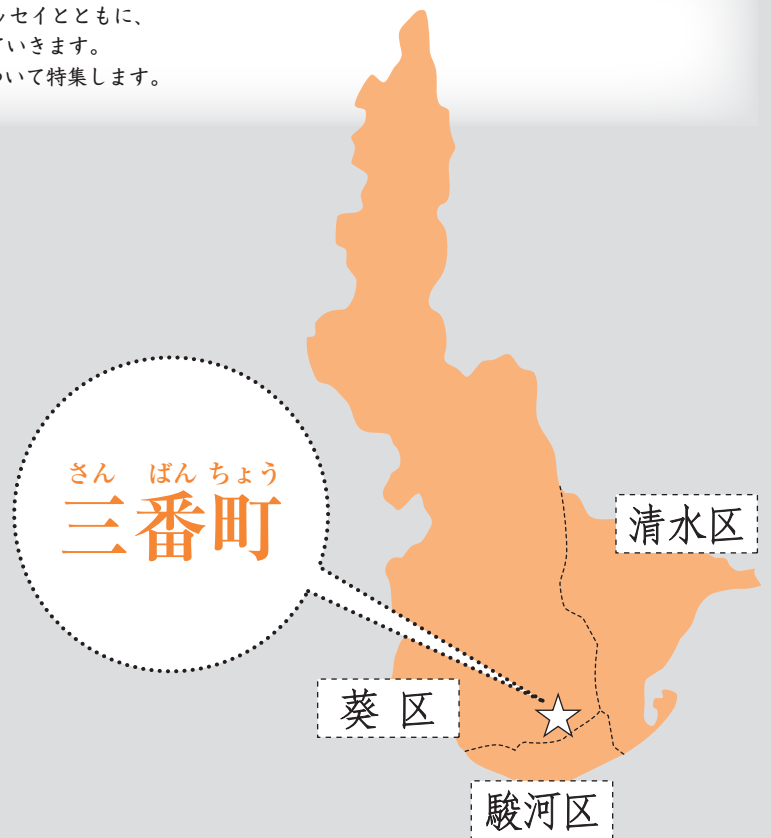 ッセイとともに、
ていきます。
ついて特集します。
さん ばん ちょう
三番町
清水区
葵区
駿河区